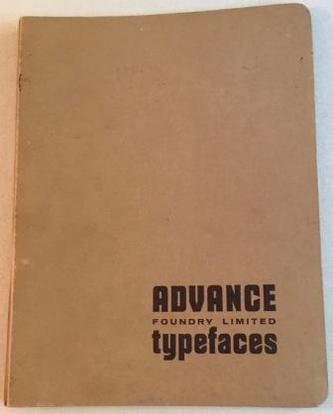 ADVANCE
FOUNDRY LIMITED
typefaces